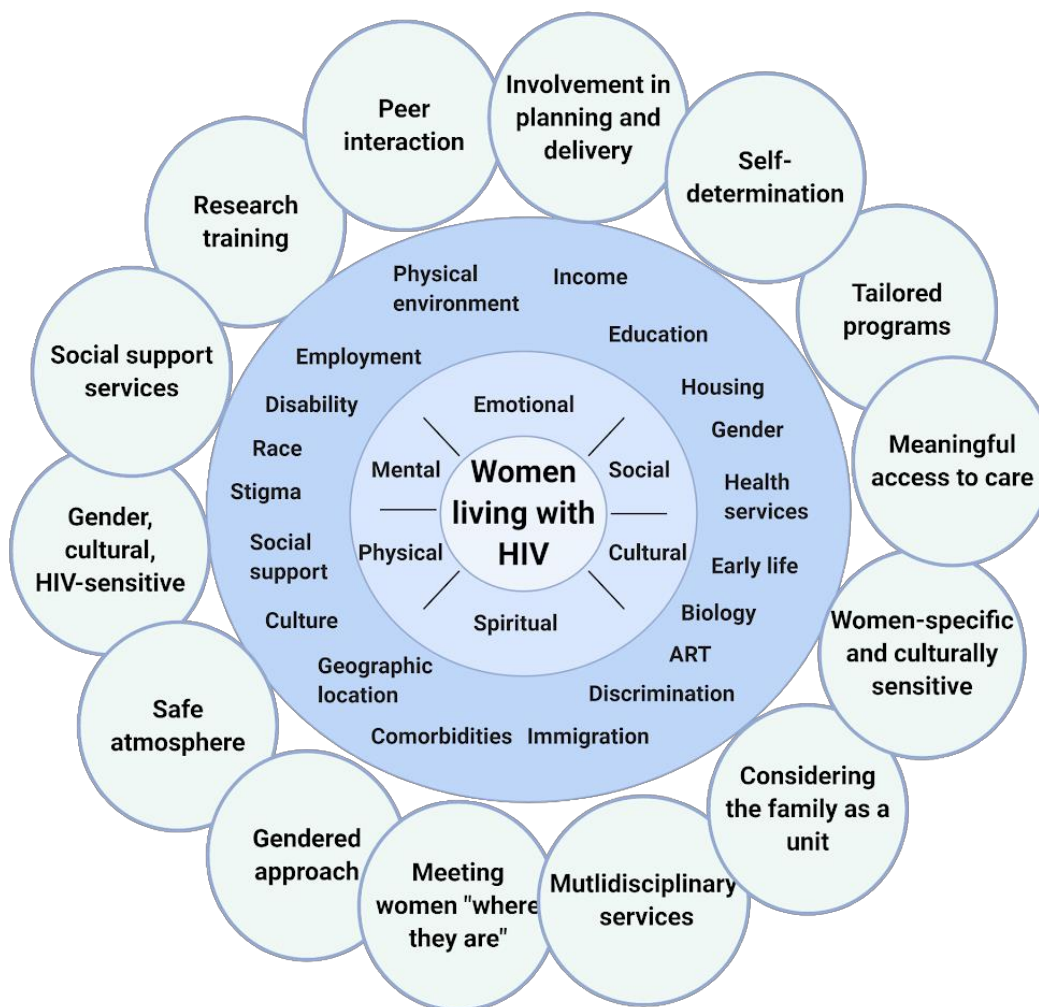 Peer
interaction
Involvement in
planning and
delivery
Self-
determination
Tailored
programs
Meaningful
access to care
Women-specific
and culturally
sensitive
Considering
the family as a
unit
Mutlidisciplinary
services
Meeting
women "where
they are"
Gendered
approach
Safe
atmosphere
Gender,
cultural,
HIV-sensitive
Social support
services
Research
training
Physical
environment
Income
Education
Housing
Gender
Health
services
Early life
Biology
ART
Discrimination
Immigration
Comorbidities
Geographic
location
Culture
Social
support
Stigma
Race
Disability
Employment
Emotional
Social
Cultural
Spiritual
Physical
Mental
Women
living with
HIV